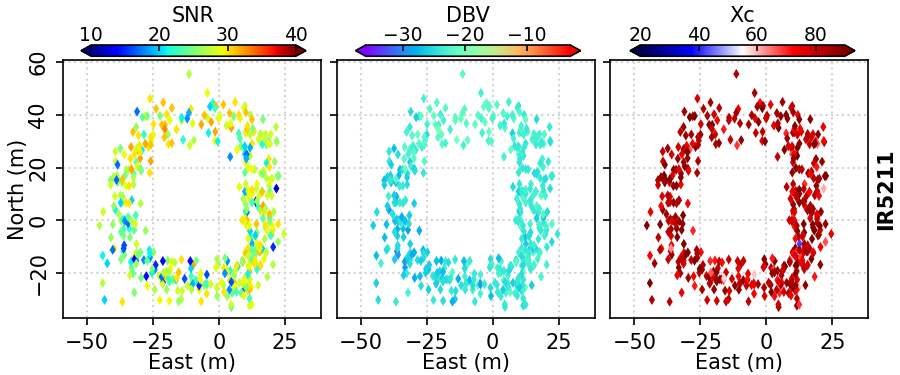 SNR DBV Xc
10 20 30 40 −30 −20 −10 20 40 60 80
60
40
20
0
−20
North (m)
IR5211
−50 −25 0 25 −50 −25 0 25 −50 −25 0 25
East (m) East (m) East (m)